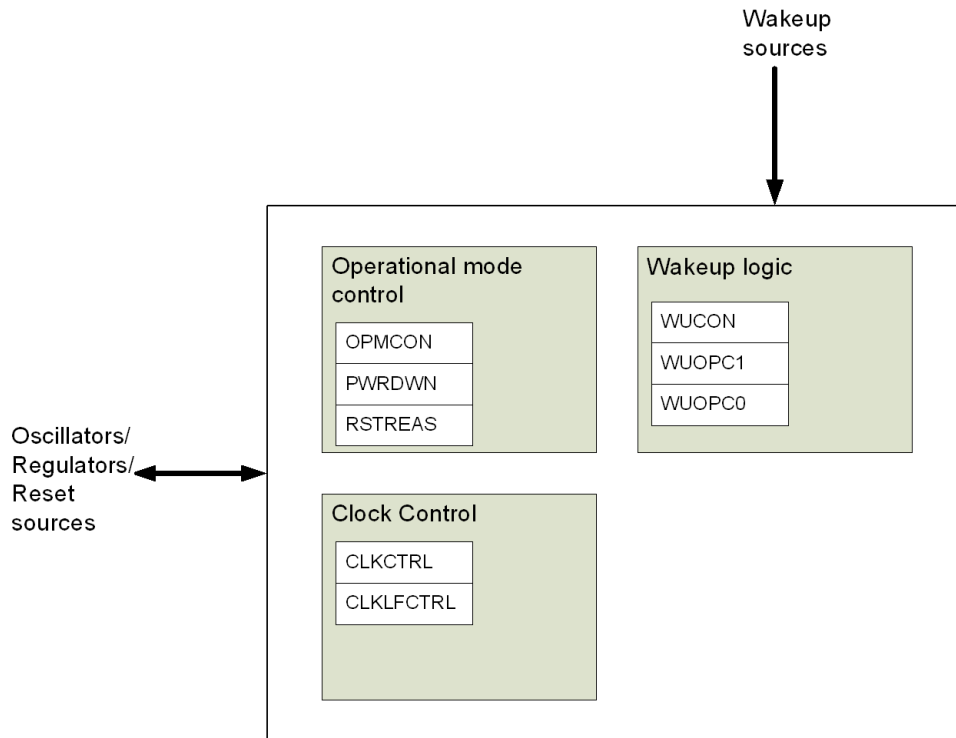 Wakeup
sources
Operational mode
control
OPMCON
PWRDWN
RSTREAS
Wakeup logic
WUCON
WUOPC1
WUOPC0
Oscillators/
Regulators/
Reset
sources
Clock Control
CLKCTRL
CLKLFCTRL